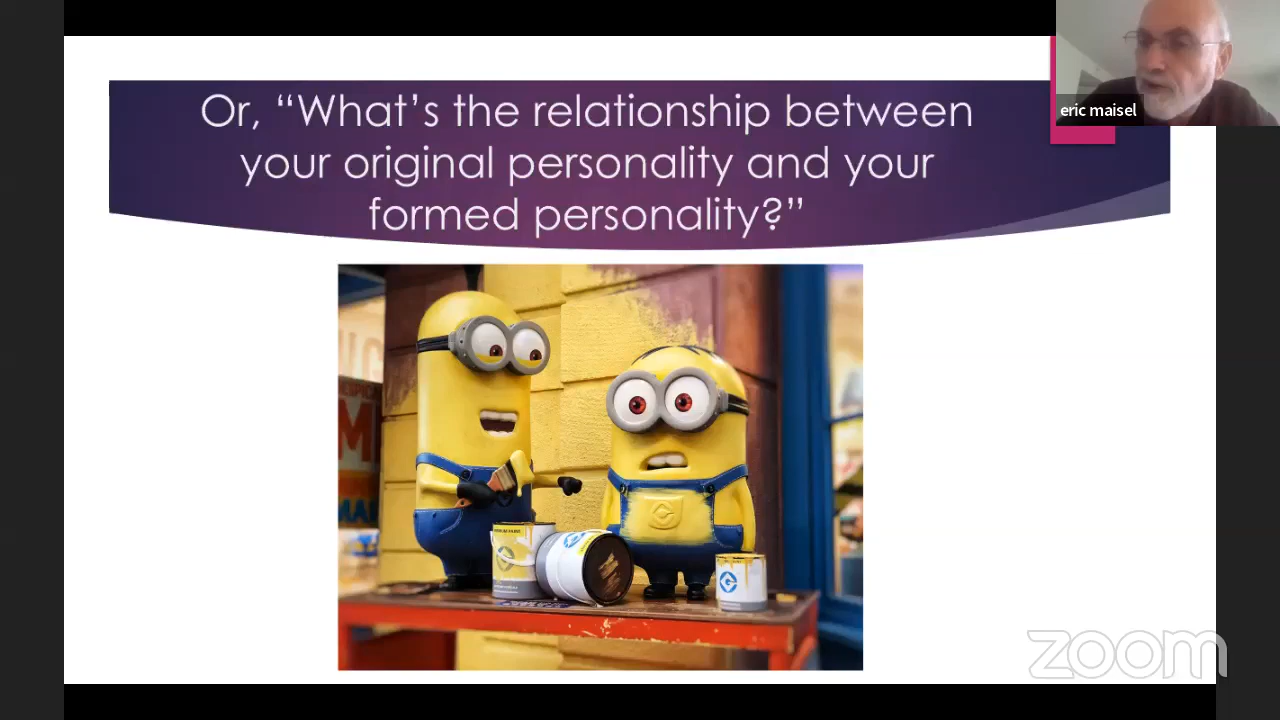 Or, “What’s the relationship between
your original personality and your
formed personality?”
eric maisel
zoom